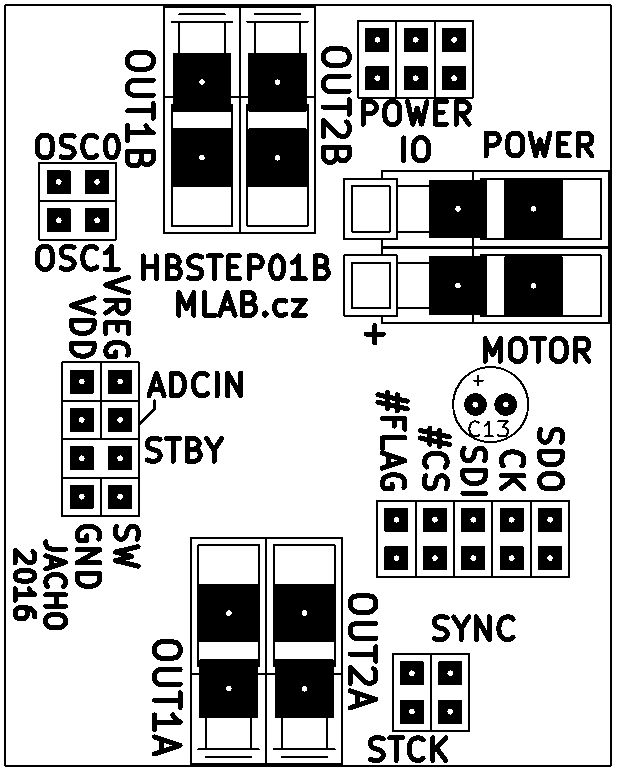 OUT1B
OUT2B
POWER
IO
POWER
OSC0
OSC1
HBSTEP01B
MLAB.cz
VREG
VDD
+
MOTOR
ADCIN
+
C13
#FLAG
#CS
SDI
CK
SDO
STBY
GND
SW
JACHO
2016
OUT1A
OUT2A
SYNC
STCK